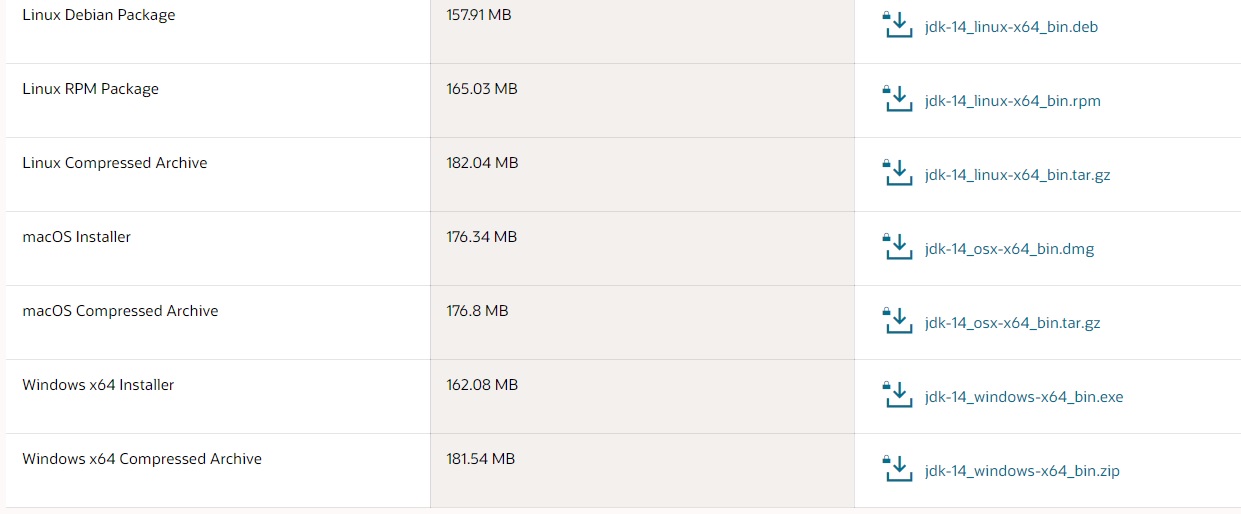 Linux Debian Package 157.91 MB jdk-14_linux-x64_bin.deb
Linux RPM Package 165.03 MB jdk-14_linux-x64_bin.rpm
Linux Compressed Archive 182.04 MB jdk-14_linux-x64_bin.tar.gz
macOS Installer 176.34 MB jdk-14_osx-x64_bin.dmg
macOS Compressed Archive 176.8 MB jdk-14_osx-x64_bin.tar.gz
Windows x64 Installer 162.08 MB jdk-14_windows-x64_bin.exe
Windows x64 Compressed Archive 181.54 MB jdk-14_windows-x64_bin.zip